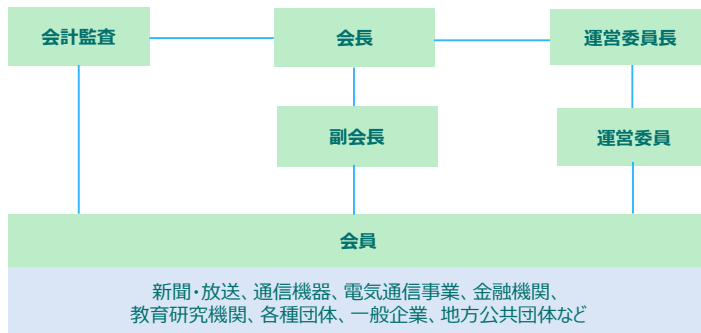 会計監査
会長
運営委員長
副会長
運営委員
会員
新聞・放送、通信機器、電気通信事業、金融機関、
教育研究機関、各種団体、一般企業、地方公共団体など